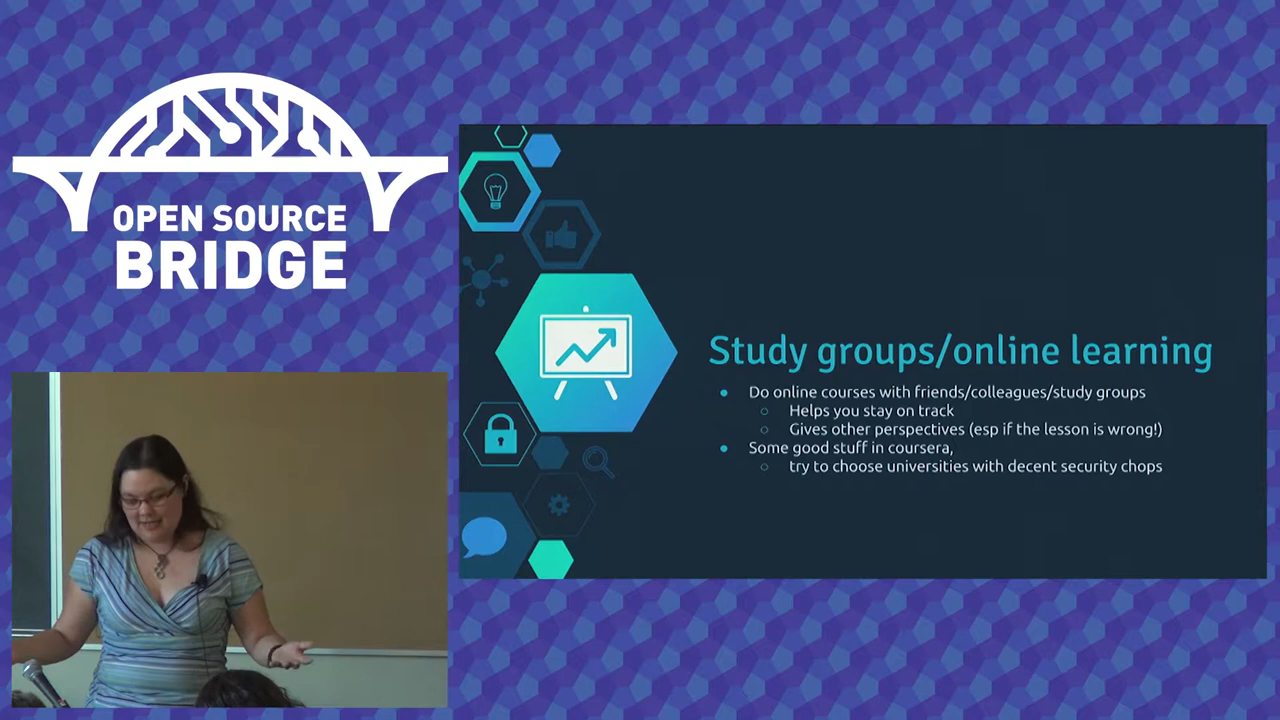 OPEN SOURCE
BRIDGE
Study groups/online learning
● Do online courses with friends/colleagues/study groups
○ Helps you stay on track
○ Gives other perspectives (esp if the lesson is wrong!)
● Some good stuff in coursera,
○ try to choose universities with decent security chops